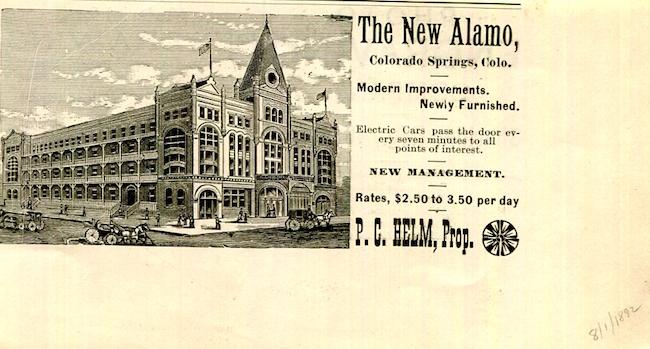 The New Alamo,
Colorado Springs, Colo.
Modern Improvements.
Newly Furnished.
Electric Cars pass the door ev-
ery seven minutes to all
points of interest.
NEW MANAGEMENT.
Rates, $2.50 to 3.50 per day
P. C. HELM, Prop.
8/1/1892